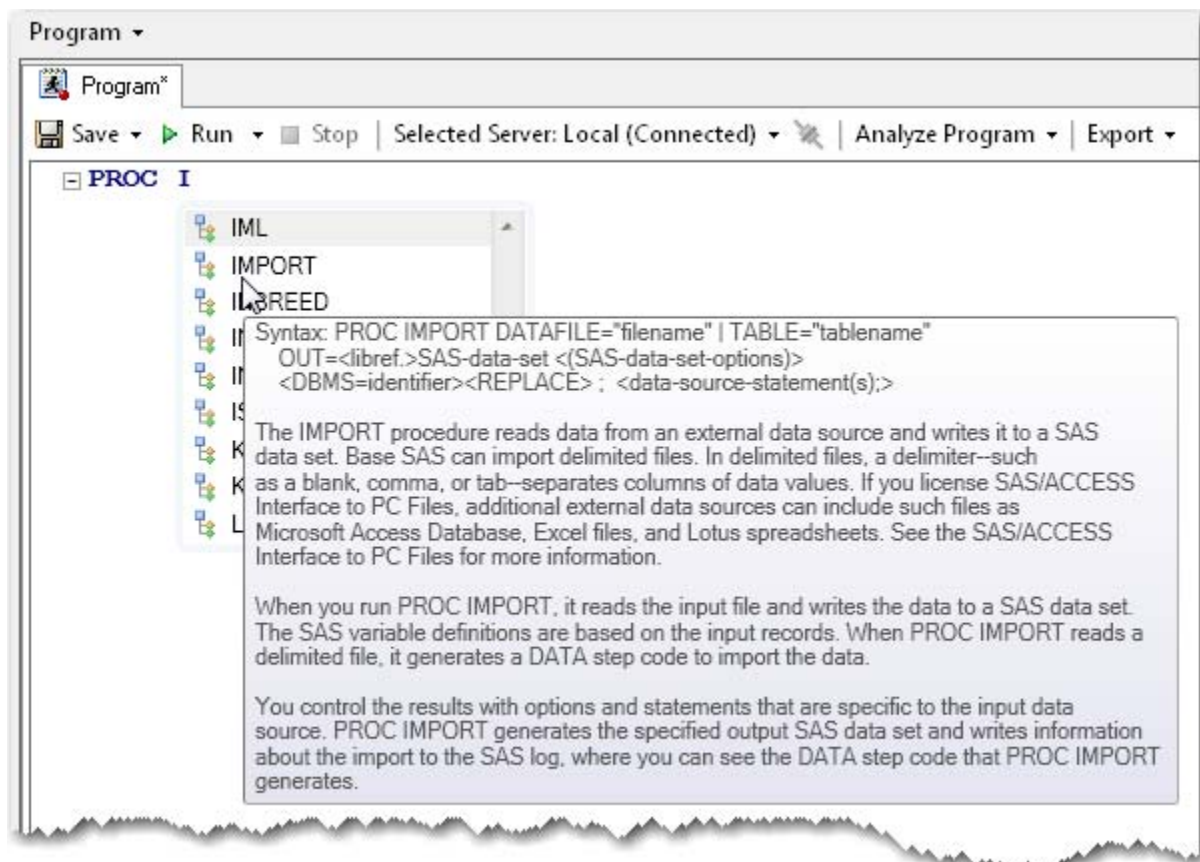 Program
Program*
Save Run Stop Selected Server: Local (Connected) Analyze Program Export
PROC I
IML
IMPORT
Syntax: PROC IMPORT DATAFILE="filename" | TABLE="tablename"
OUT=<libref.>SAS-data-set <(SAS-data-set-options)>
<DBMS=identifier><REPLACE> ; <data-source-statement(s);>
The IMPORT procedure reads data from an external data source and writes it to a SAS
data set. Base SAS can import delimited files. In delimited files, a delimiter--such
as a blank, comma, or tab--separates columns of data values. If you license SAS/ACCESS
Interface to PC Files, additional external data sources can include such files as
Microsoft Access Database, Excel files, and Lotus spreadsheets. See the SAS/ACCESS
Interface to PC Files for more information.
When you run PROC IMPORT, it reads the input file and writes the data to a SAS data set.
The SAS variable definitions are based on the input records. When PROC IMPORT reads a
delimited file, it generates a DATA step code to import the data.
You control the results with options and statements that are specific to the input data
source. PROC IMPORT generates the specified output SAS data set and writes information
about the import to the SAS log, where you can see the DATA step code that PROC IMPORT
generates.